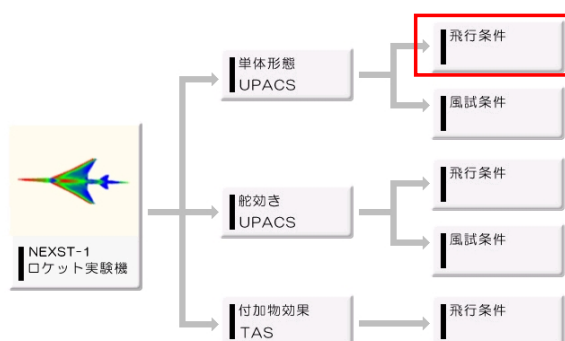 飛行条件
単体形態
UPACS
風試条件
飛行条件
舵効き
UPACS
風試条件
NEXST-1
ロケット実験機
付加物効果
TAS
飛行条件